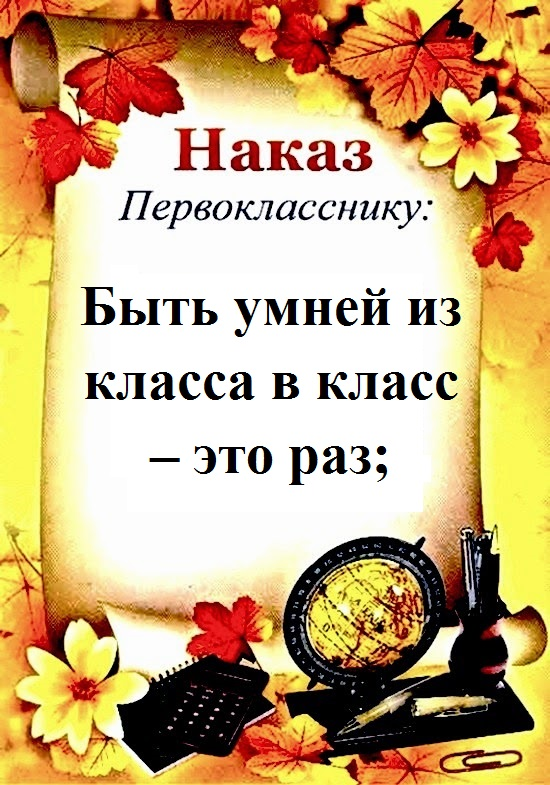 Наказ
Первокласснику:
Быть умней из
класса в класс
– это раз;